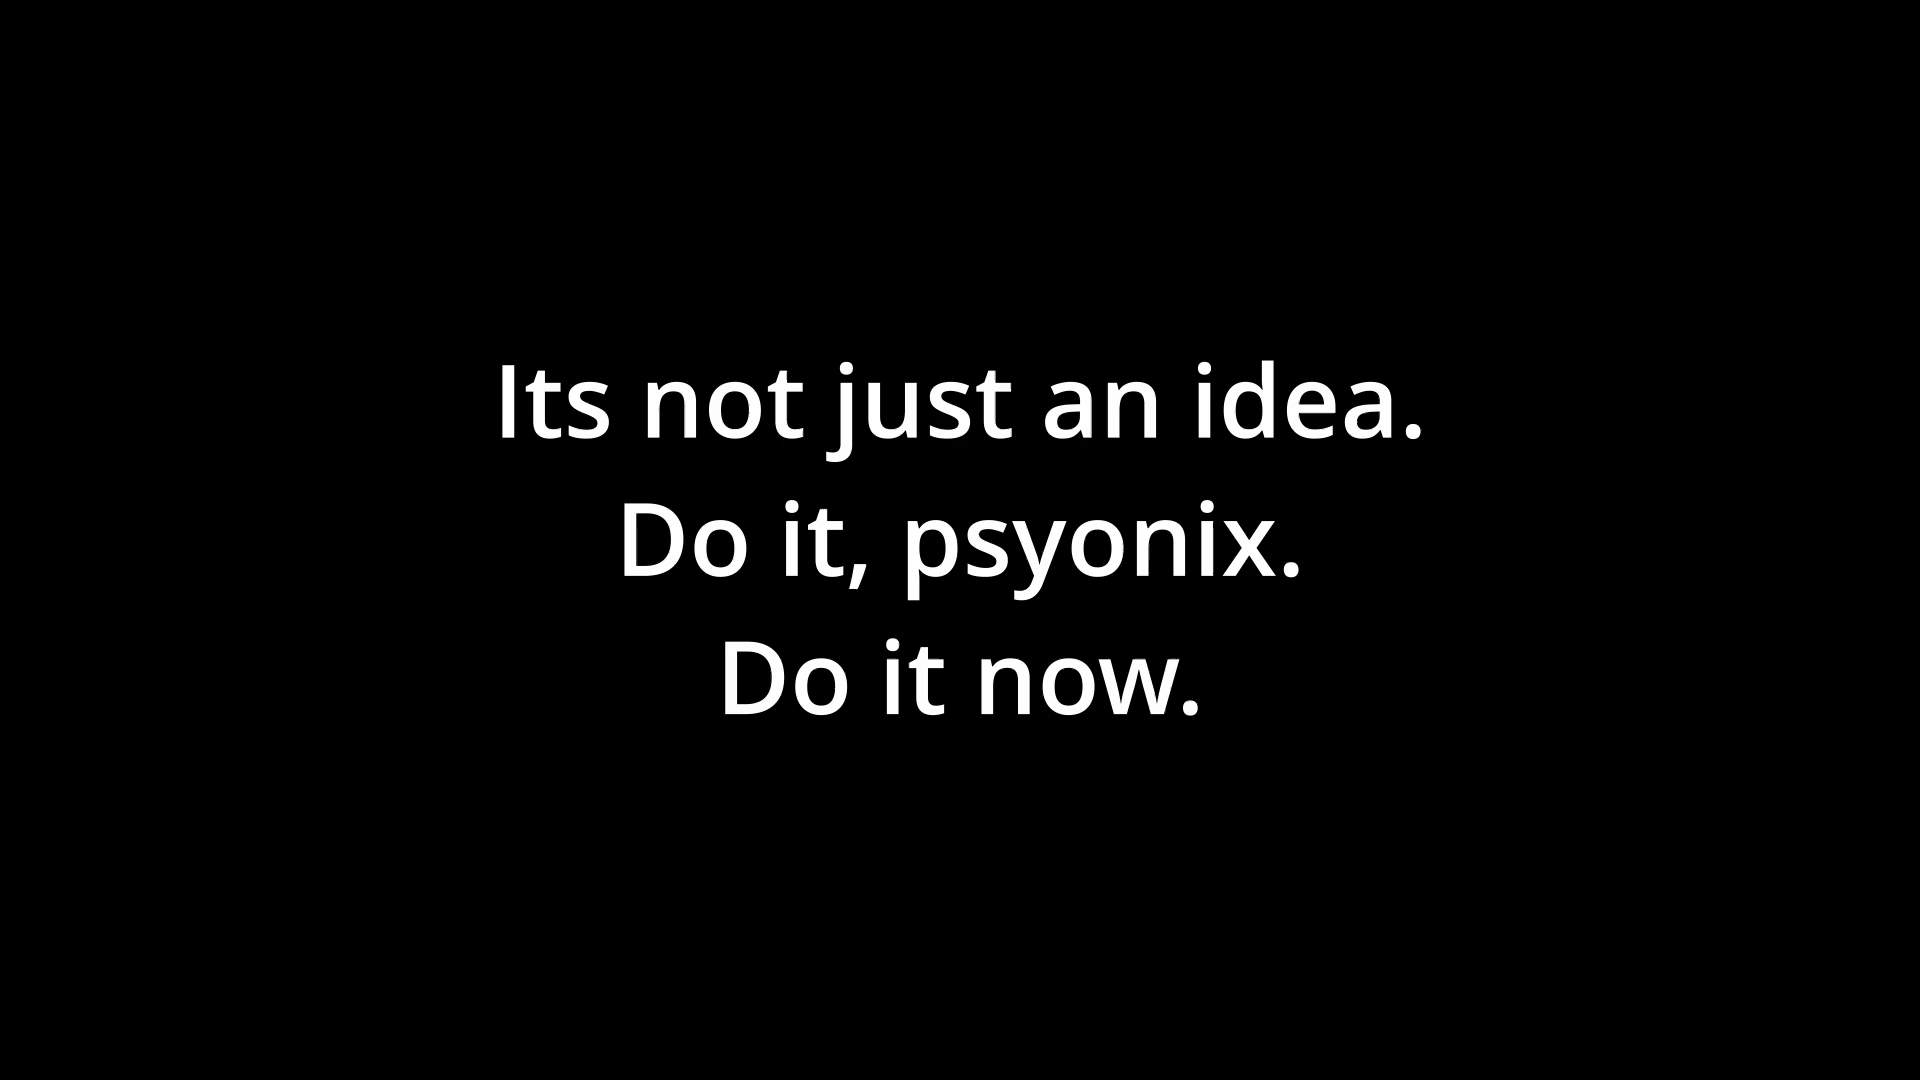 Its not just an idea.
Do it, psyonix.
Do it now.